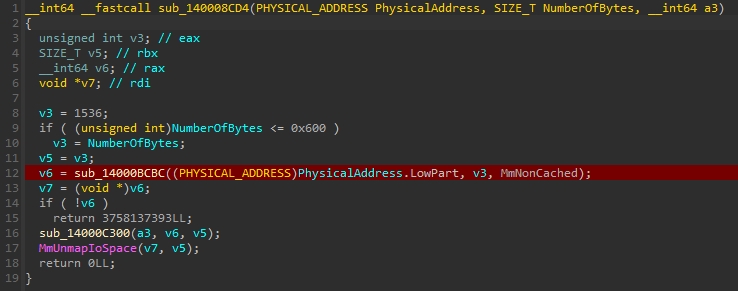 1 __int64 __fastcall sub_140008CD4(PHYSICAL_ADDRESS PhysicalAddress, SIZE_T NumberOfBytes, __int64 a3)
2 {
3 unsigned int v3; // eax
4 SIZE_T v5; // rbx
5 __int64 v6; // rax
6 void *v7; // rdi
7
8 v3 = 1536;
9 if ( (unsigned int)NumberOfBytes <= 0x600 )
10 v3 = NumberOfBytes;
11 v5 = v3;
12 v6 = sub_14000BCBC((PHYSICAL_ADDRESS)PhysicalAddress.LowPart, v3, MmNonCached);
13 v7 = (void *)v6;
14 if ( !v6 )
15 return 3758137393LL;
16 sub_14000C300(a3, v6, v5);
17 MmUnmapIoSpace(v7, v5);
18 return 0LL;
19 }